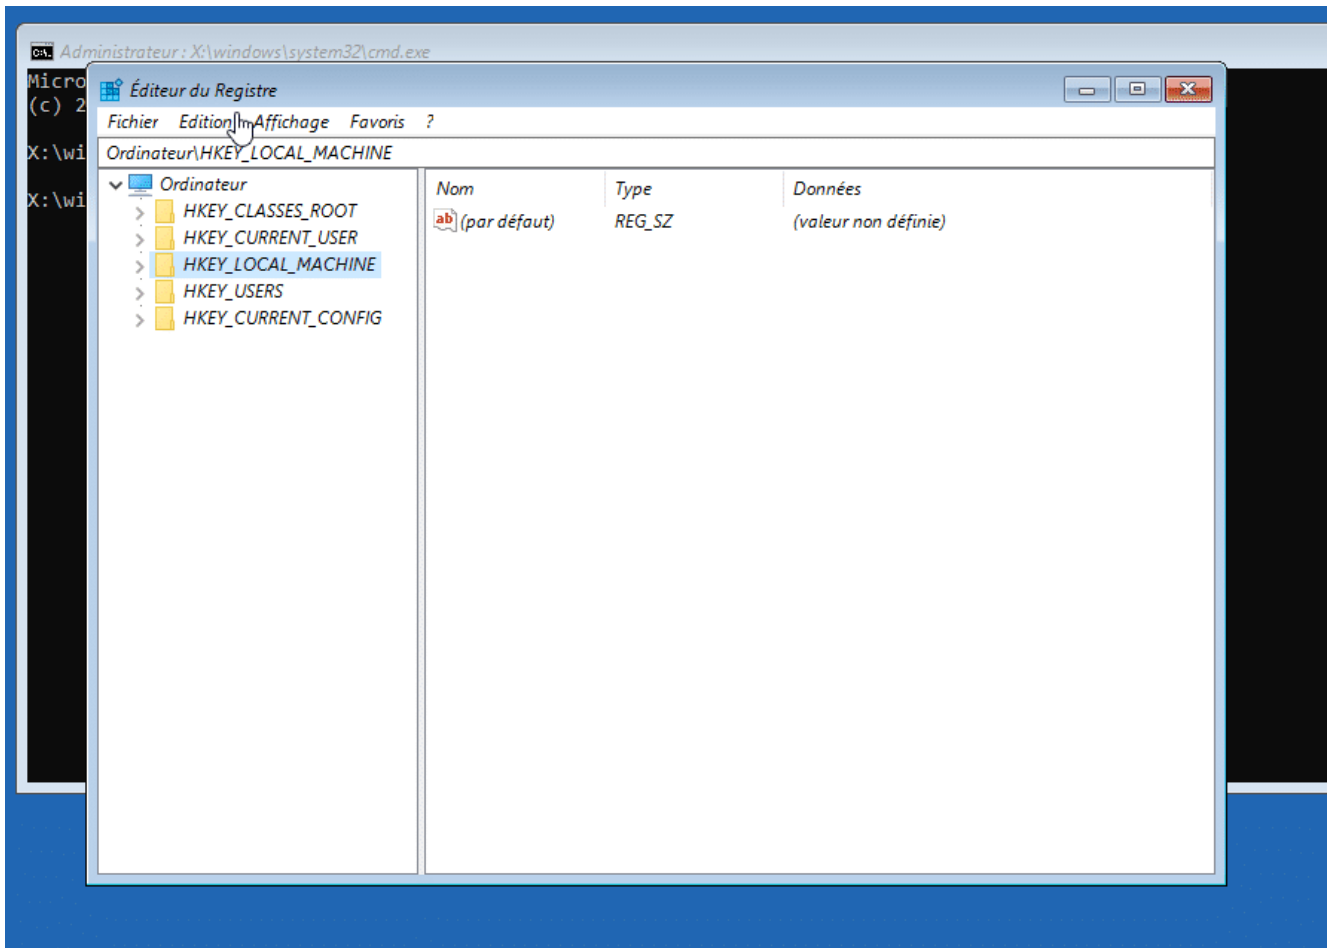 Administrateur : X:\windows\system32\cmd.exe
Micro
(c) 2
X:\wi
X:\wi
Éditeur du Registre
Fichier Edition Affichage Favoris ?
Ordinateur\HKEY_LOCAL_MACHINE
Ordinateur
HKEY_CLASSES_ROOT
HKEY_CURRENT_USER
HKEY_LOCAL_MACHINE
HKEY_USERS
HKEY_CURRENT_CONFIG
Nom Type Données
ab (par défaut) REG_SZ (valeur non définie)